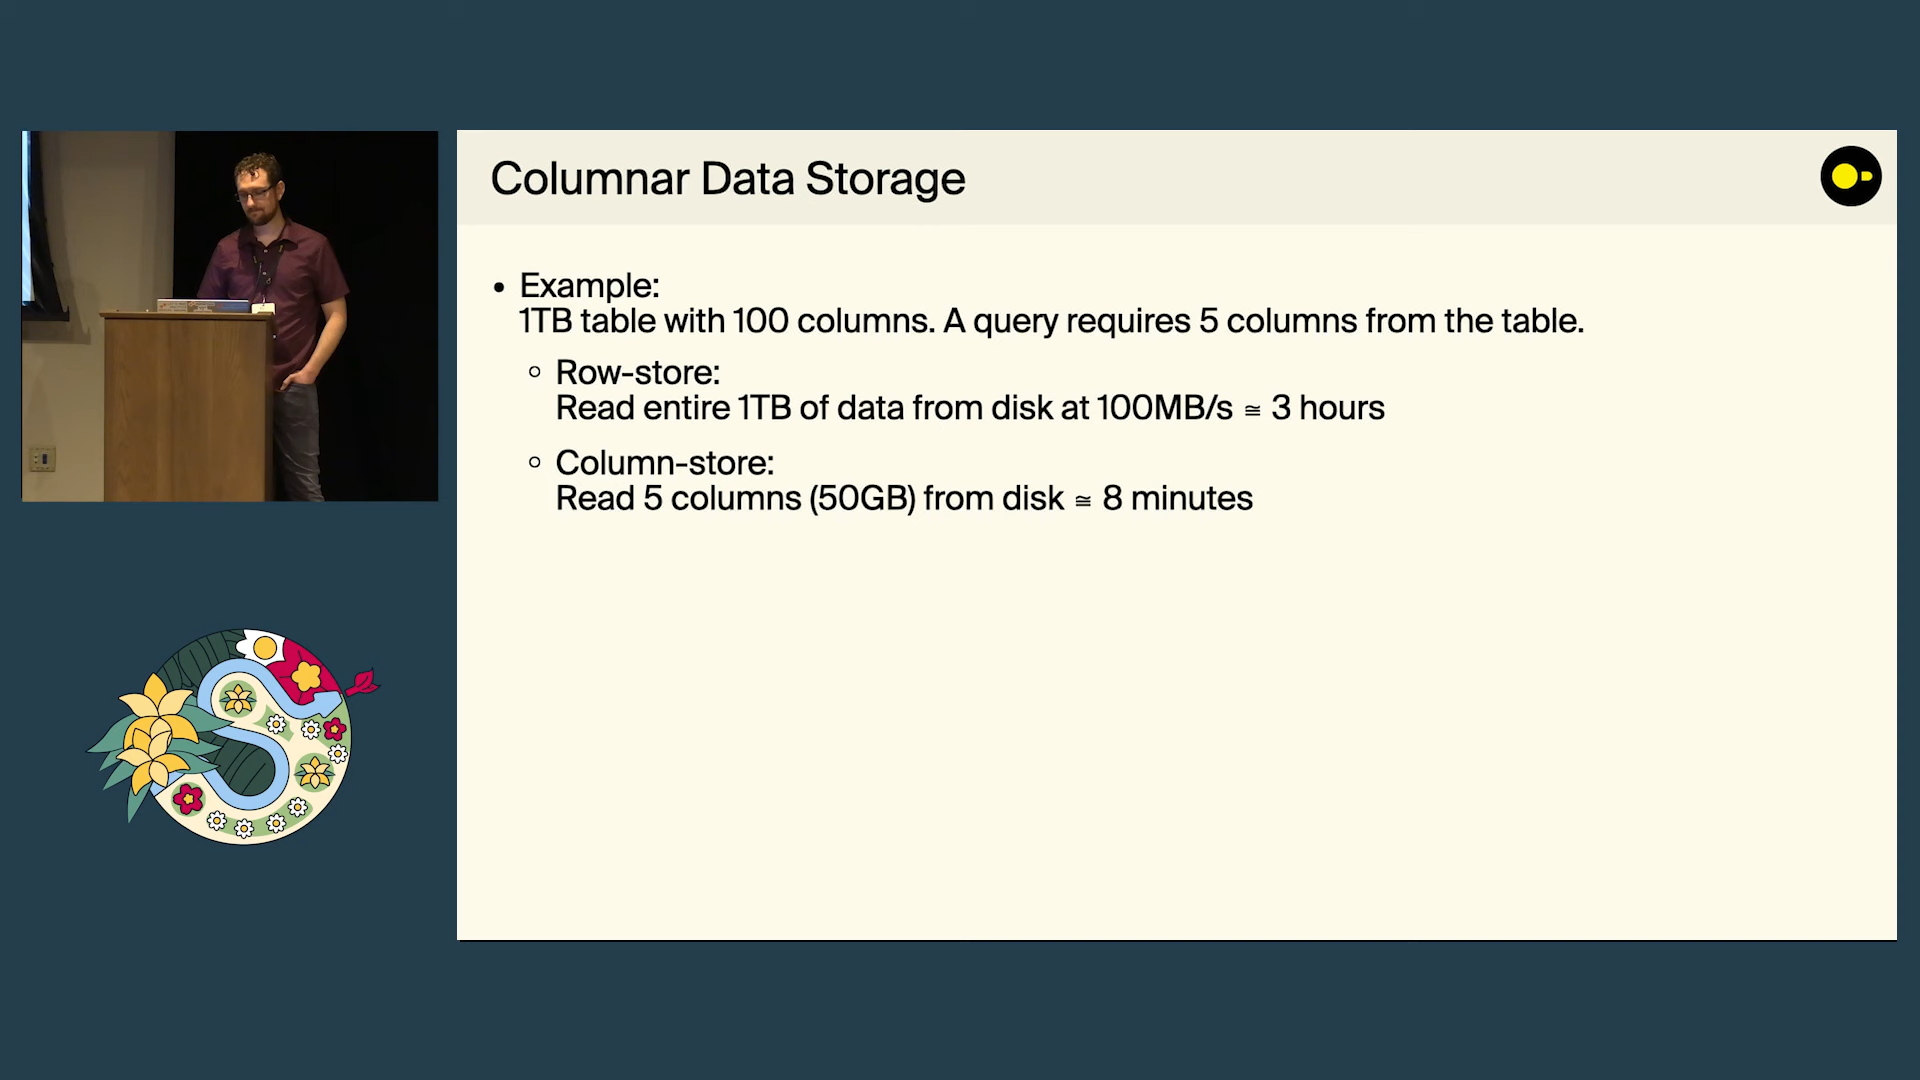 Columnar Data Storage
• Example:
1TB table with 100 columns. A query requires 5 columns from the table.
○ Row-store:
Read entire 1TB of data from disk at 100MB/s ≅ 3 hours
○ Column-store:
Read 5 columns (50GB) from disk ≅ 8 minutes